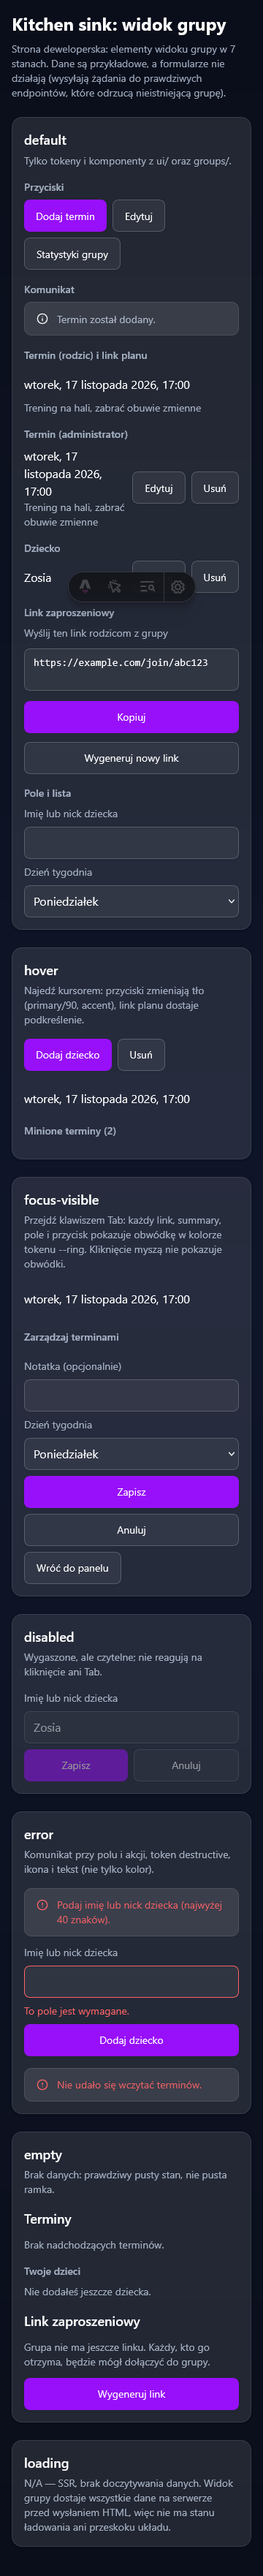 Kitchen sink: widok grupy
Strona deweloperska: elementy widoku grupy w 7
stanach. Dane są przykładowe, a formularze nie
działają (wysyłają żądania do prawdziwych
endpointów, które odrzucą nieistniejącą grupę).
default
Tylko tokeny i komponenty z ui/ oraz groups/.
Przyciski
Dodaj termin
Edytuj
Statystyki grupy
Komunikat
Termin został dodany.
Termin (rodzic) i link planu
wtorek, 17 listopada 2026, 17:00
Trening na hali, zabrać obuwie zmienne
Termin (administrator)
wtorek, 17
listopada 2026,
17:00
Trening na hali, zabrać
obuwie zmienne
Edytuj
Usuń
Dziecko
Zosia
Usuń
Link zaproszeniowy
Wyślij ten link rodzicom z grupy
https://example.com/join/abc123
Kopiuj
Wygeneruj nowy link
Pole i lista
Imię lub nick dziecka
Dzień tygodnia
Poniedziałek
hover
Najedź kursorem: przyciski zmieniają tło
(primary/90, accent), link planu dostaje
podkreślenie.
Dodaj dziecko
Usuń
wtorek, 17 listopada 2026, 17:00
Minione terminy (2)
focus-visible
Przejdź klawiszem Tab: każdy link, summary,
pole i przycisk pokazuje obwódkę w kolorze
tokenu --ring. Kliknięcie myszą nie pokazuje
obwódki.
wtorek, 17 listopada 2026, 17:00
Zarządzaj terminami
Notatka (opcjonalnie)
Dzień tygodnia
Poniedziałek
Zapisz
Anuluj
Wróć do panelu
disabled
Wygaszone, ale czytelne; nie reagują na
kliknięcie ani Tab.
Imię lub nick dziecka
Zosia
Zapisz
Anuluj
error
Komunikat przy polu i akcji, token destructive,
ikona i tekst (nie tylko kolor).
Podaj imię lub nick dziecka (najwyżej
40 znaków).
Imię lub nick dziecka
To pole jest wymagane.
Dodaj dziecko
Nie udało się wczytać terminów.
empty
Brak danych: prawdziwy pusty stan, nie pusta
ramka.
Terminy
Brak nadchodzących terminów.
Twoje dzieci
Nie dodałeś jeszcze dziecka.
Link zaproszeniowy
Grupa nie ma jeszcze linku. Każdy, kto go
otrzyma, będzie mógł dołączyć do grupy.
Wygeneruj link
loading
N/A — SSR, brak doczytywania danych. Widok
grupy dostaje wszystkie dane na serwerze
przed wysłaniem HTML, więc nie ma stanu
ładowania ani przeskoku układu.